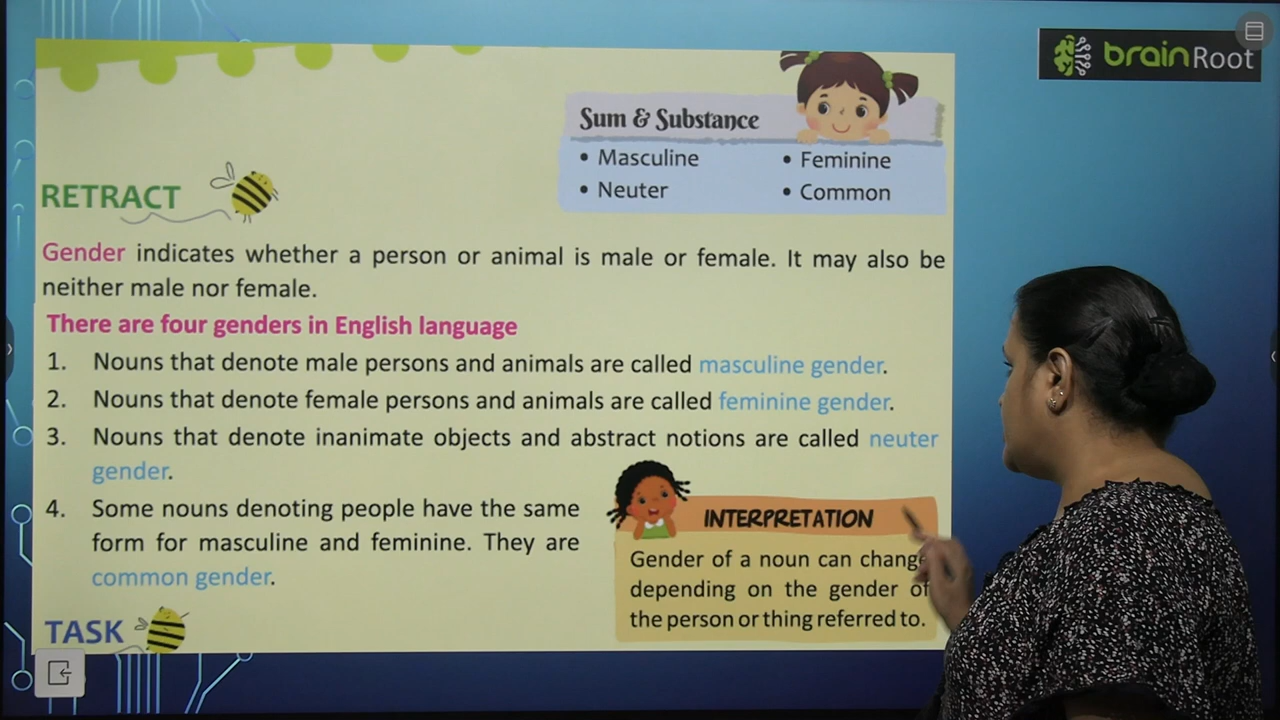 brainRoot
Sum & Substance
• Masculine • Feminine
• Neuter • Common
RETRACT
Gender indicates whether a person or animal is male or female. It may also be
neither male nor female.
There are four genders in English language
1. Nouns that denote male persons and animals are called masculine gender.
2. Nouns that denote female persons and animals are called feminine gender.
3. Nouns that denote inanimate objects and abstract notions are called neuter
gender.
4. Some nouns denoting people have the same
form for masculine and feminine. They are
common gender.
INTERPRETATION
Gender of a noun can change
depending on the gender of
the person or thing referred to.
TASK